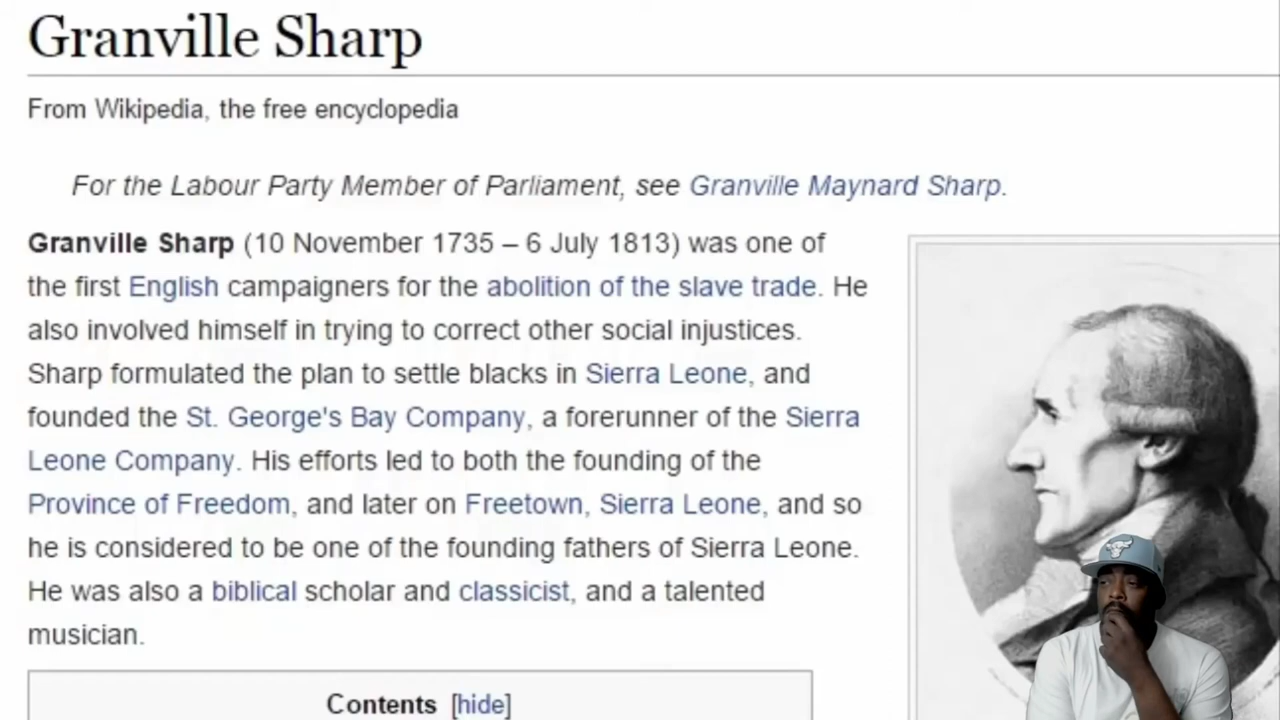 Granville Sharp
From Wikipedia, the free encyclopedia
For the Labour Party Member of Parliament, see Granville Maynard Sharp.
Granville Sharp (10 November 1735 – 6 July 1813) was one of
the first English campaigners for the abolition of the slave trade. He
also involved himself in trying to correct other social injustices.
Sharp formulated the plan to settle blacks in Sierra Leone, and
founded the St. George's Bay Company, a forerunner of the Sierra
Leone Company. His efforts led to both the founding of the
Province of Freedom, and later on Freetown, Sierra Leone, and so
he is considered to be one of the founding fathers of Sierra Leone.
He was also a biblical scholar and classicist, and a talented
musician.
Contents [hide]